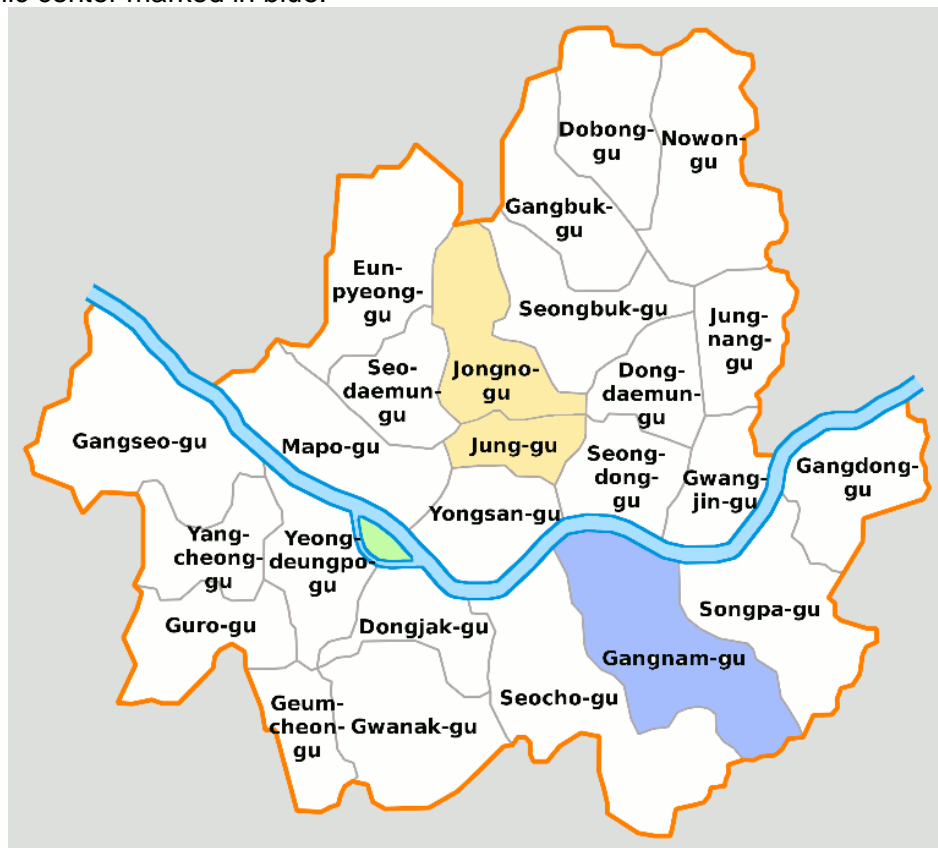 Dobong-
gu
Nowon-
gu
Gangbuk-
gu
Eun-
pyeong-
gu
Seongbuk-gu
Jung-
nang-
gu
Seo-
daemun-
gu
Jongno-
gu
Dong-
daemun-
gu
Gangseo-gu
Mapo-gu
Jung-gu
Seong-
dong-
gu
Gwang-
jin-gu
Gangdong-
gu
Yongsan-gu
Yang-
cheong-
gu
Yeong-
deungpo-
gu
Guro-gu
Dongjak-gu
Songpa-gu
Gangnam-gu
Geum-
cheon-
gu
Gwanak-gu
Seocho-gu